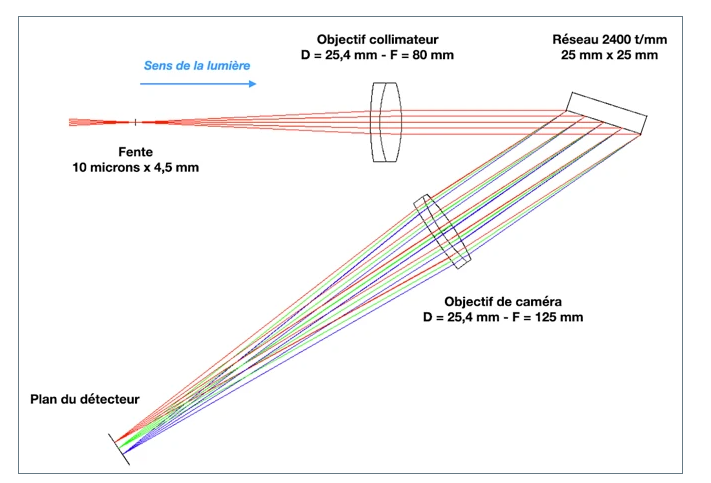 Objectif collimateur
D = 25,4 mm - F = 80 mm
Réseau 2400 t/mm
25 mm x 25 mm
Sens de la lumière
Fente
10 microns x 4,5 mm
Objectif de caméra
D = 25,4 mm - F = 125 mm
Plan du détecteur